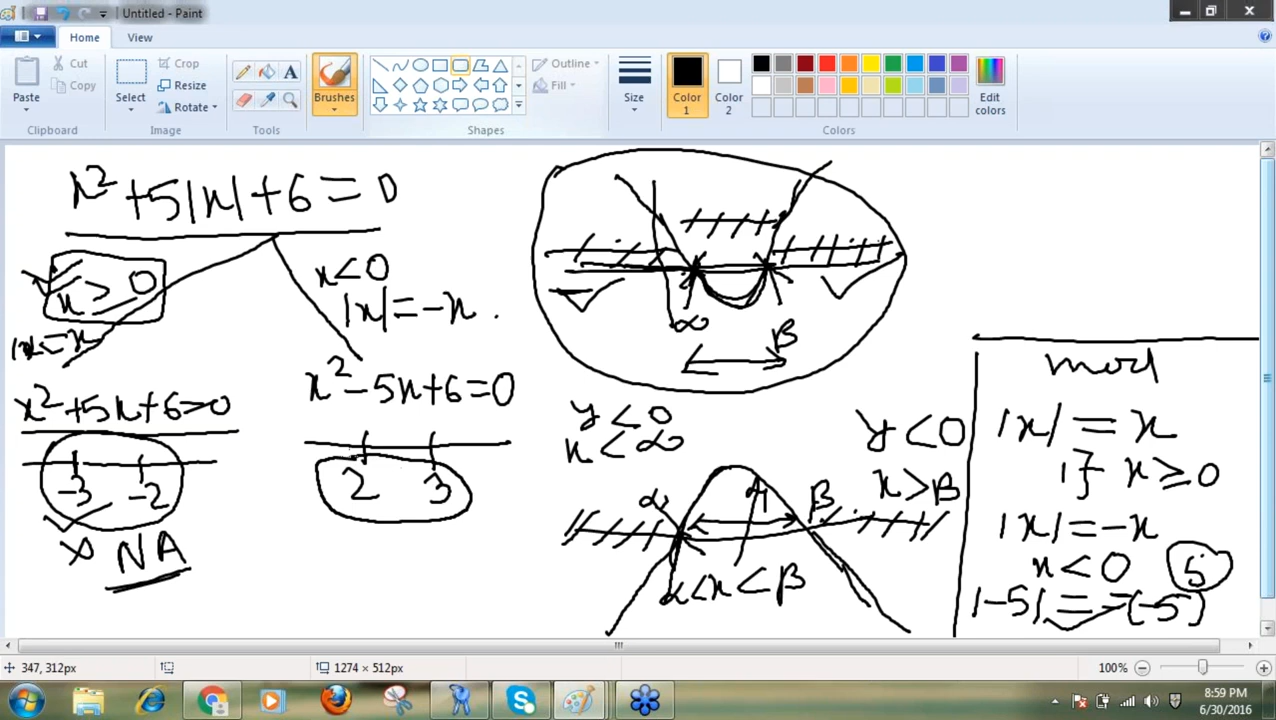 Untitled - Paint
Home View
Cut
Copy
Paste
Clipboard
Select
Crop
Resize
Rotate
Image
Tools
Brushes
Outline
Fill
Shapes
Size
Color 1
Color 2
Edit colors
Colors
x² +5|x| + 6 = 0
x > 0
|x|=x
x²+5x+6=0
-3 -2
× NA
x<0
|x|=-x .
x²-5x+6=0
2 3
α
β
y<0
x<α
y<0
x>β
α
β
α<x<β
mod
|x| = x
if x ≥ 0
|x|=-x
x<0
5
|-5| = -(-5)
347, 312px
1274 × 512px
100%
8:59 PM
6/30/2016